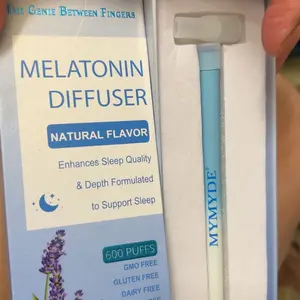 The Genie Between Fingers
MELATONIN
DIFFUSER
NATURAL FLAVOR
Enhances Sleep Quality
& Depth Formulated
to Support Sleep
600 PUFFS
GMO FREE
GLUTEN FREE
DAIRY FREE
MYMYDE®